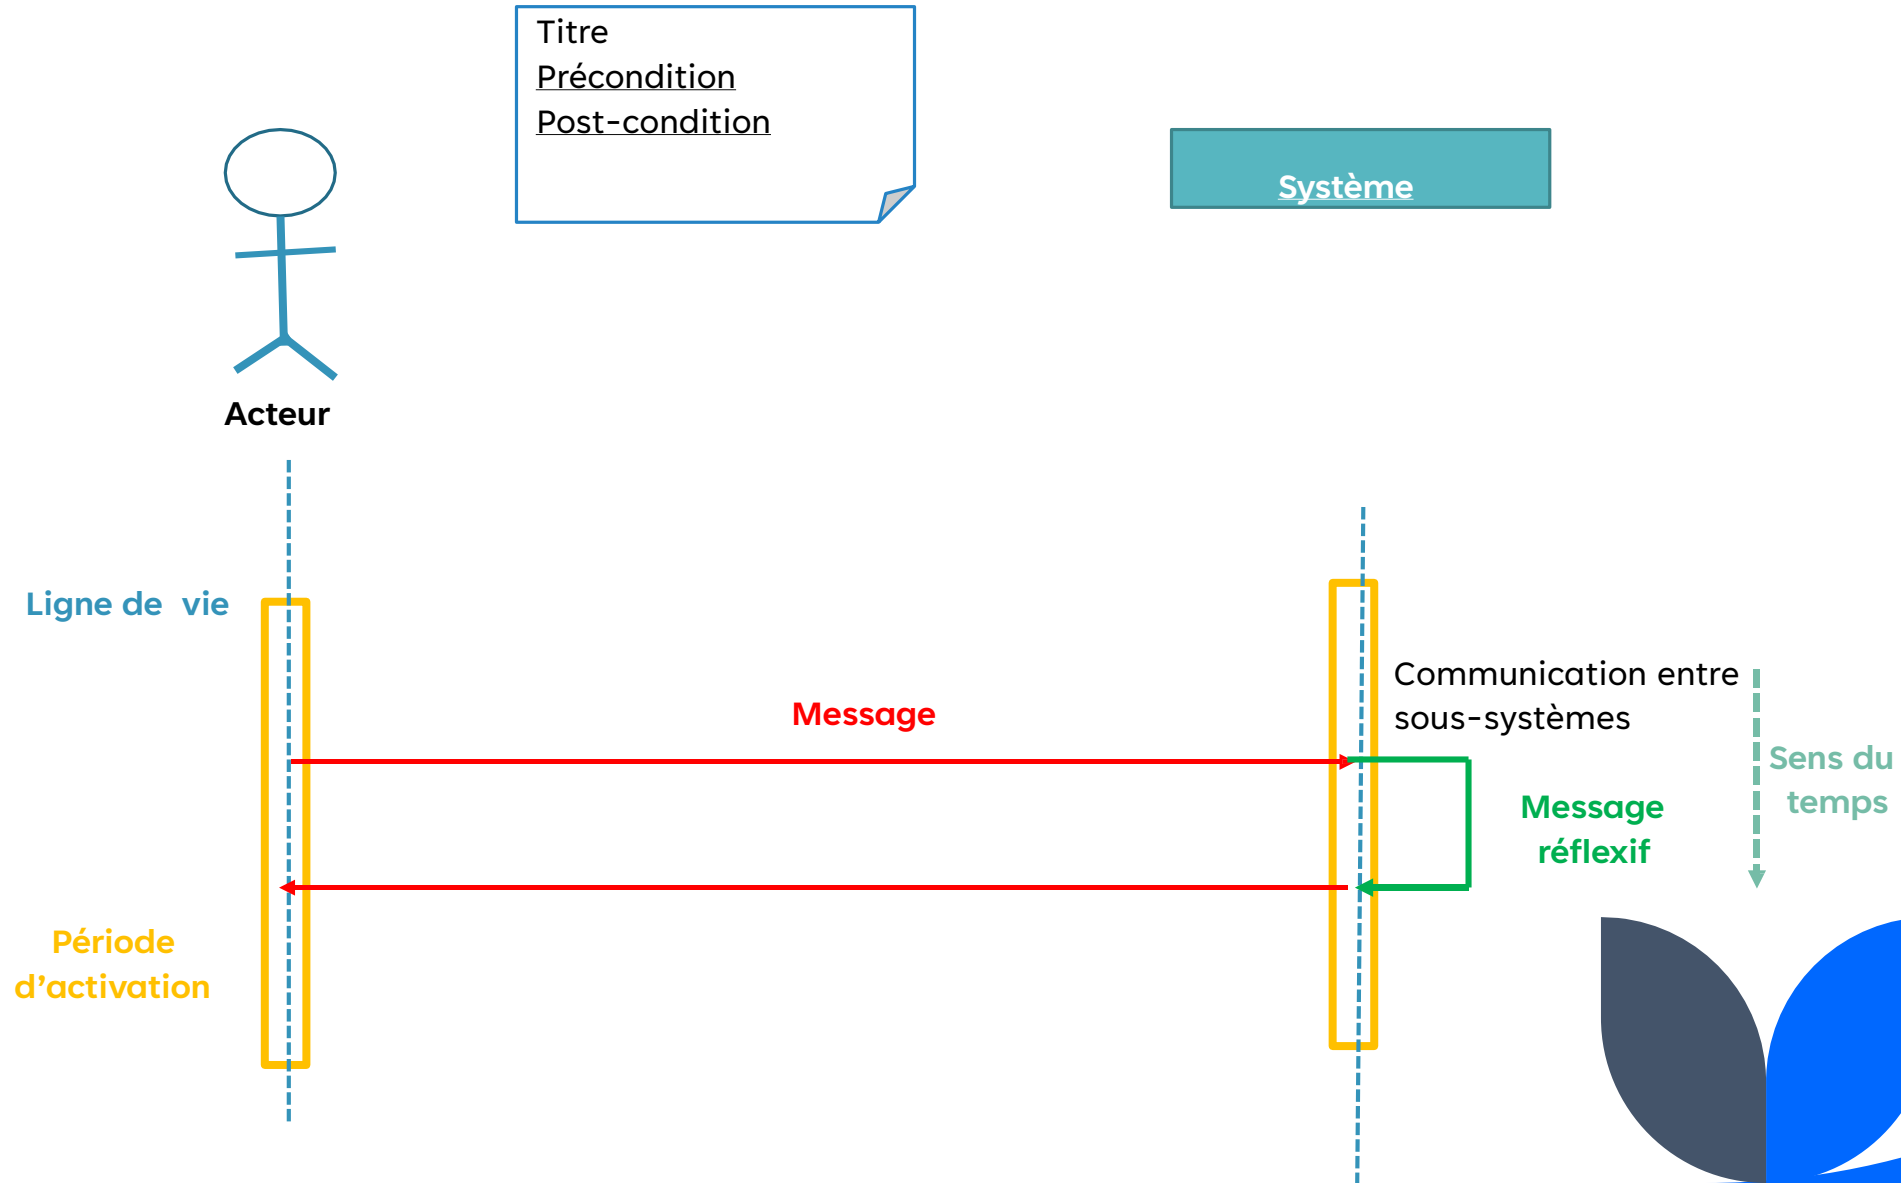 Titre
Précondition
Post-condition
Système
Acteur
Ligne de  vie
Communication entre
sous-systèmes
Message
Sens du
temps
Message
réflexif
Période
d’activation